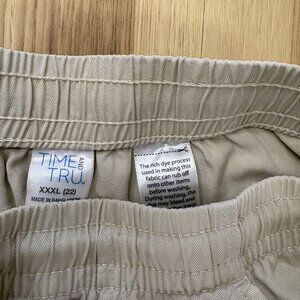 TIME
AND
TRU
XXXL (22)
MADE IN
The rich dye process
used in making this
fabric can rub off
onto other items
before washing.
During washing, the
dye may bleed and